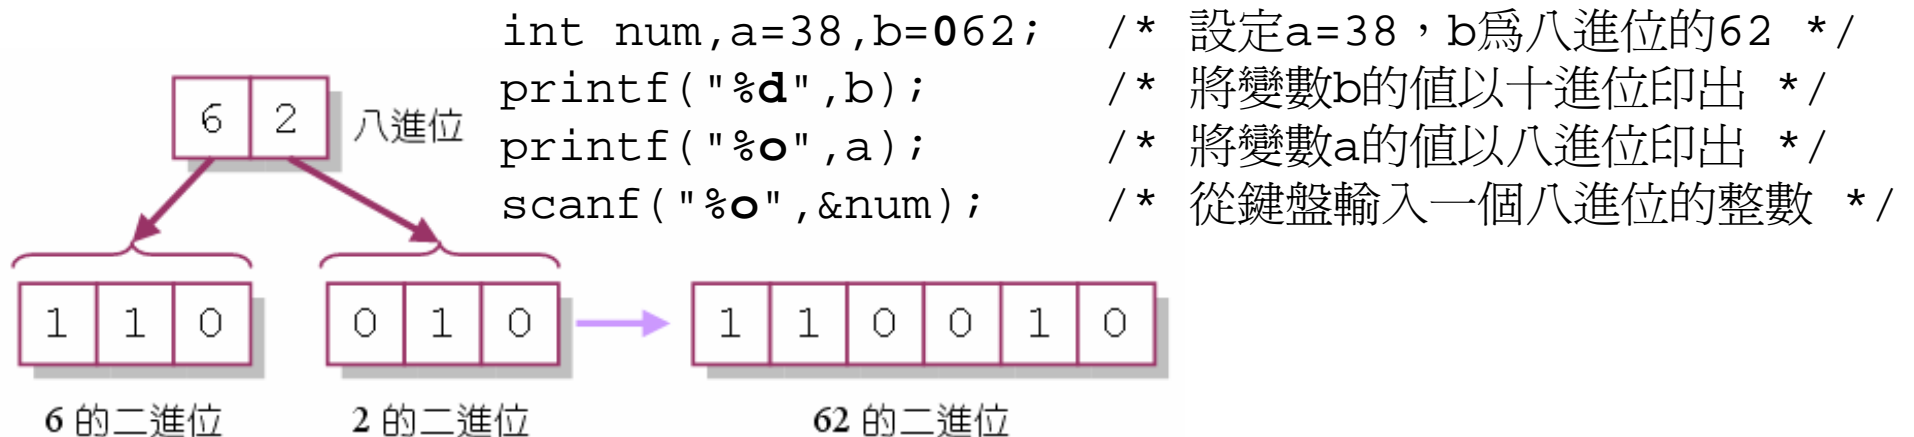 int num,a=38,b=062; /* 設定a=38，b為八進位的62 */
printf("%d",b); /* 將變數b的值以十進位印出 */
printf("%o",a); /* 將變數a的值以八進位印出 */
scanf("%o",&num); /* 從鍵盤輸入一個八進位的整數 */
6 2 八進位
1 1 0 0 1 0 1 1 0 0 1 0
6 的二進位 2 的二進位 62 的二進位